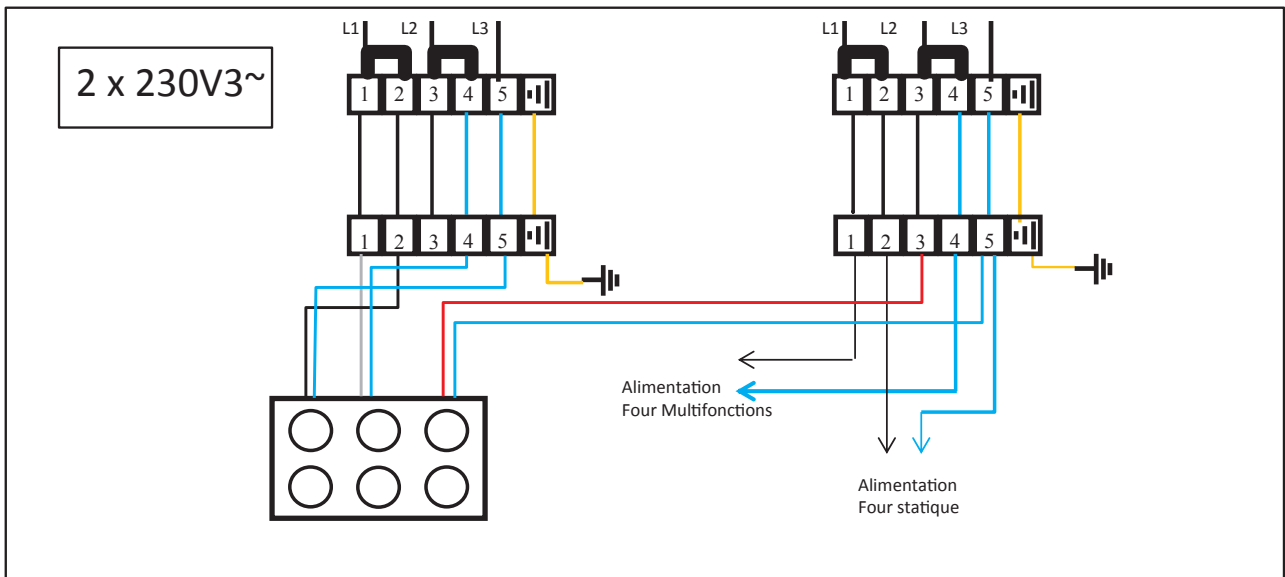 2 x 230V3~
L1 L2 L3
1 2 3 4 5
1 2 3 4 5
L1 L2 L3
1 2 3 4 5
1 2 3 4 5
Alimentation
Four Multifonctions
Alimentation
Four statique